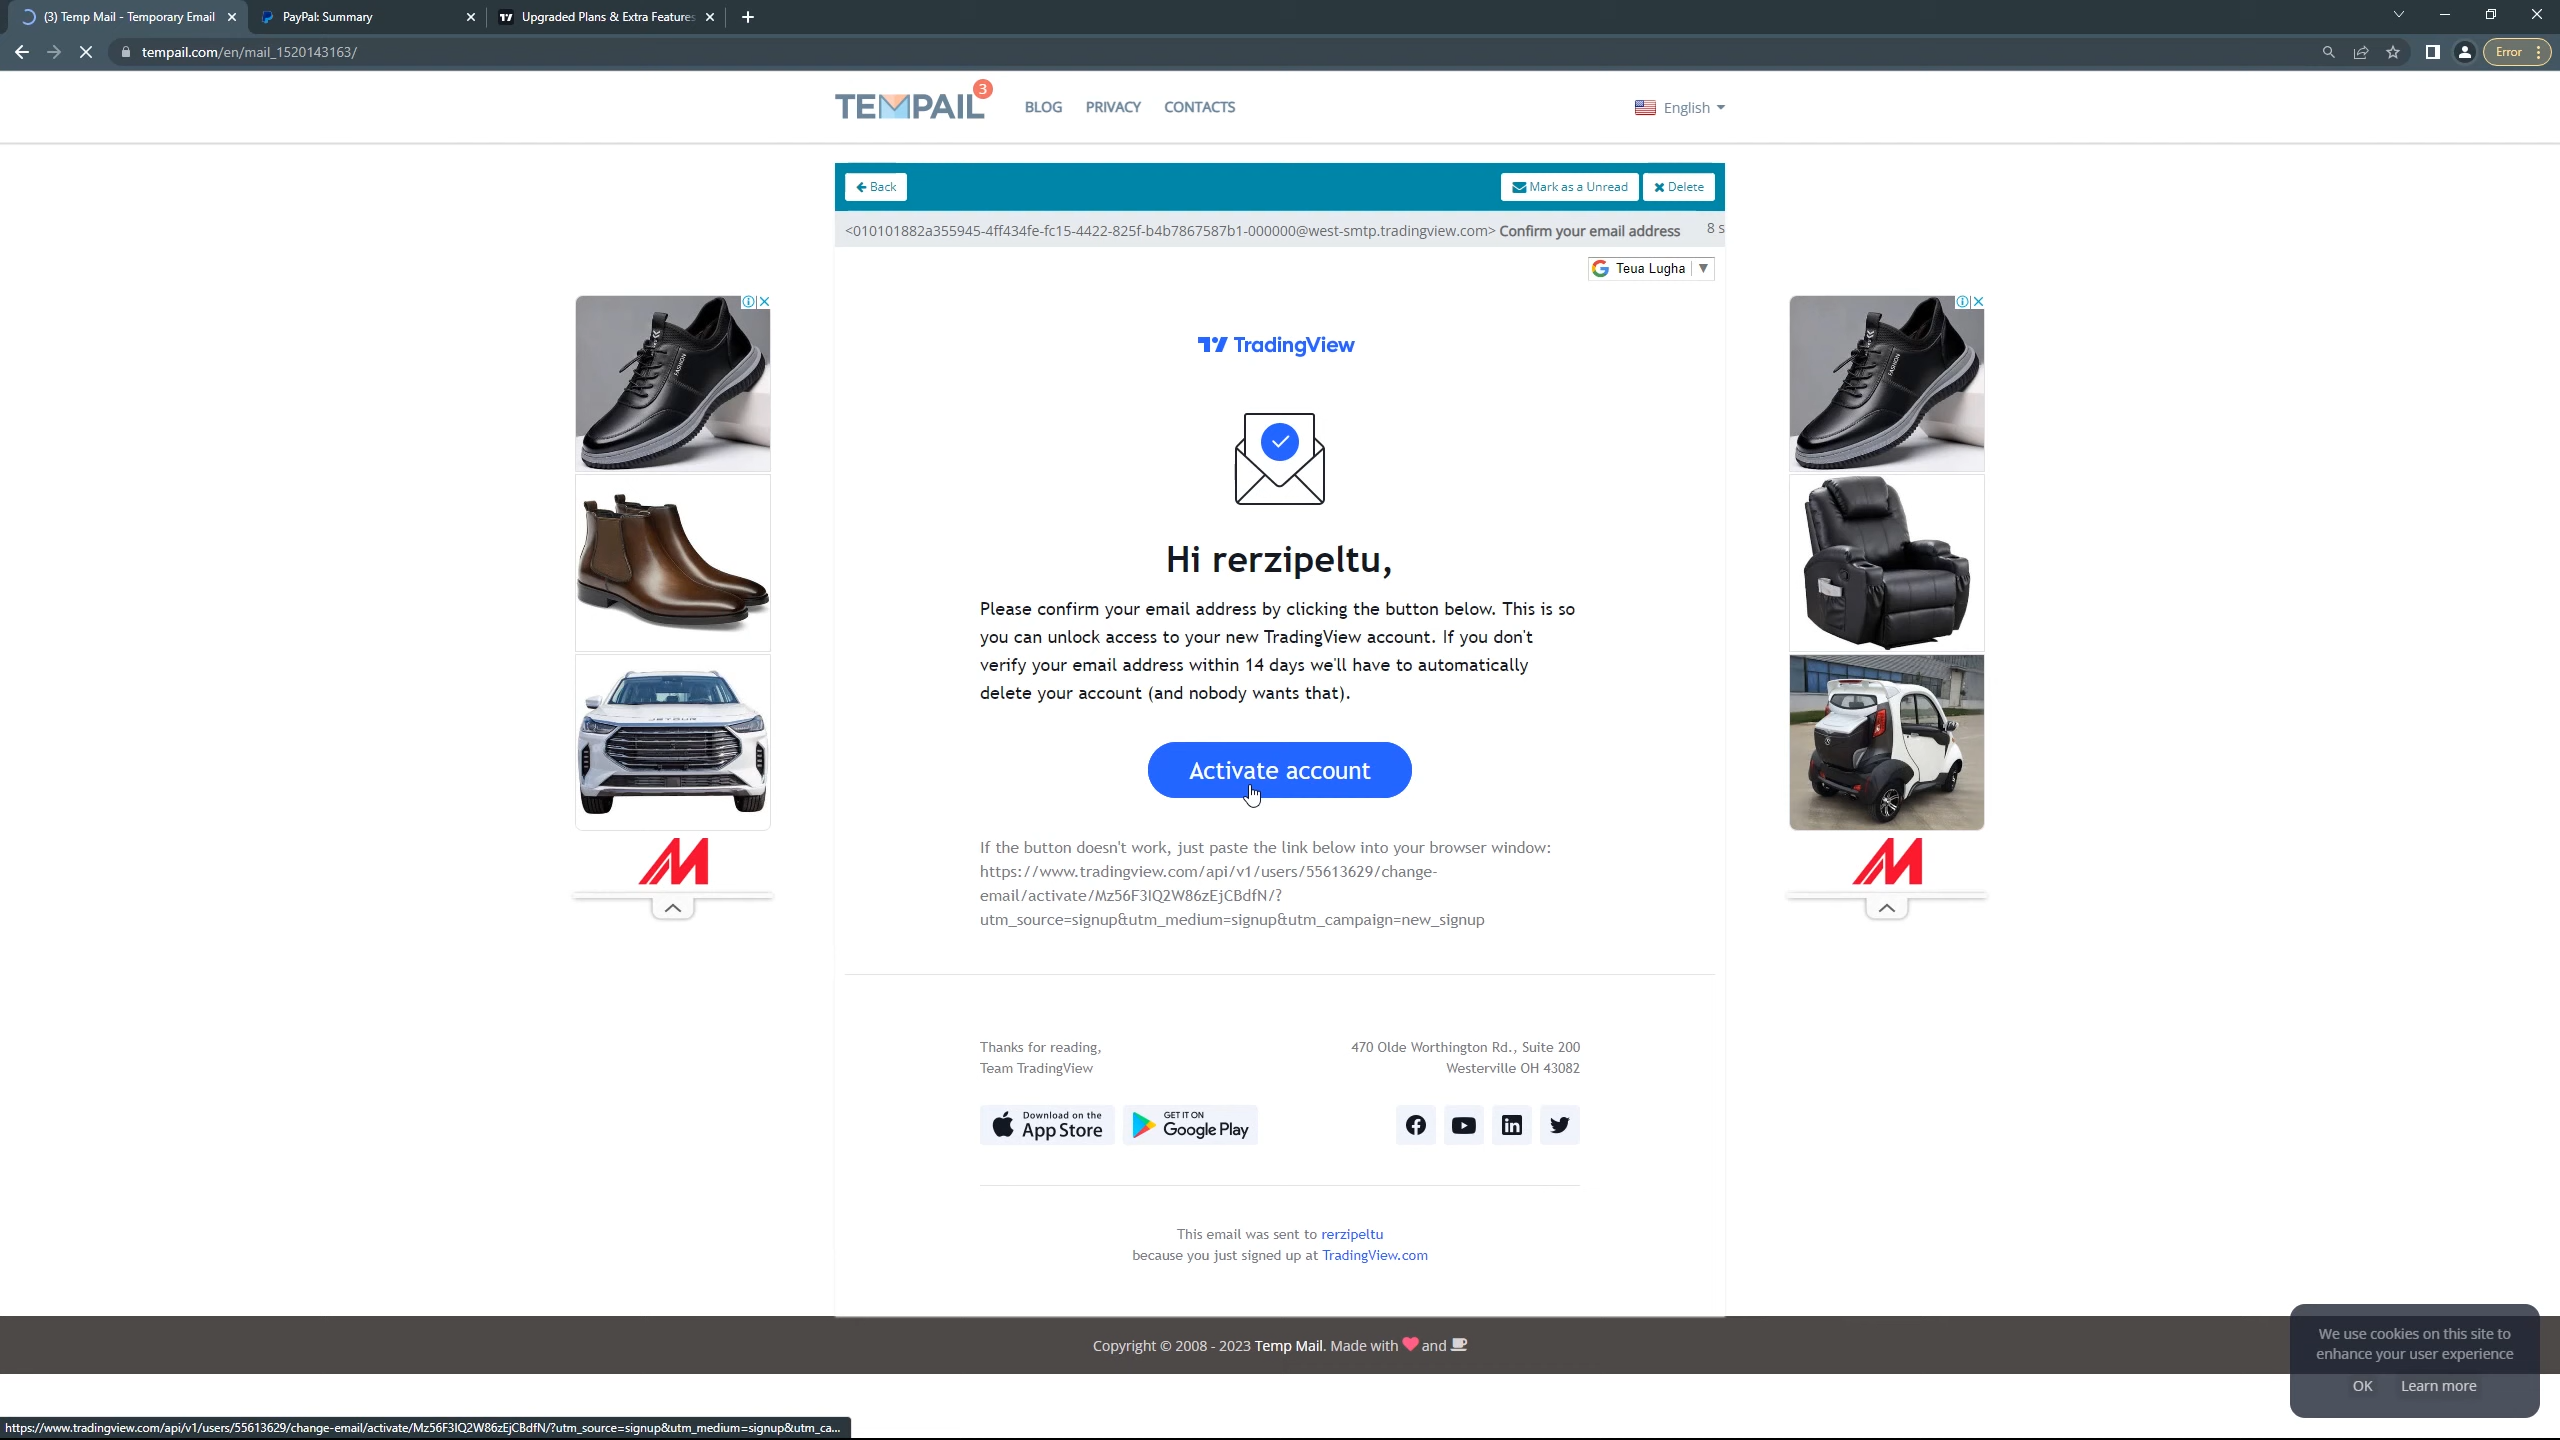 (3) Temp Mail - Temporary Email
PayPal: Summary
Upgraded Plans & Extra Features
tempail.com/en/mail_1520143163/
Error
TEMPAIL
3
BLOG
PRIVACY
CONTACTS
English
Back
Mark as a Unread
Delete
<010101882a355945-4ff434fe-fc15-4422-825f-b4b7867587b1-000000@west-smtp.tradingview.com> Confirm your email address
8 s
Teua Lugha
TradingView
Hi rerzipeltu,
Please confirm your email address by clicking the button below. This is so
you can unlock access to your new TradingView account. If you don't
verify your email address within 14 days we'll have to automatically
delete your account (and nobody wants that).
Activate account
If the button doesn't work, just paste the link below into your browser window:
https://www.tradingview.com/api/v1/users/55613629/change-
email/activate/Mz56F3IQ2W86zEjCBdfN/?
utm_source=signup&utm_medium=signup&utm_campaign=new_signup
Thanks for reading,
Team TradingView
470 Olde Worthington Rd., Suite 200
Westerville OH 43082
Download on the
App Store
GET IT ON
Google Play
This email was sent to rerzipeltu
because you just signed up at TradingView.com
FASHION
JETOUR
FASHION
Copyright © 2008 - 2023 Temp Mail. Made with and
We use cookies on this site to
enhance your user experience
OK
Learn more
https://www.tradingview.com/api/v1/users/55613629/change-email/activate/Mz56F3IQ2W86zEjCBdfN/?utm_source=signup&utm_medium=signup&utm_ca...